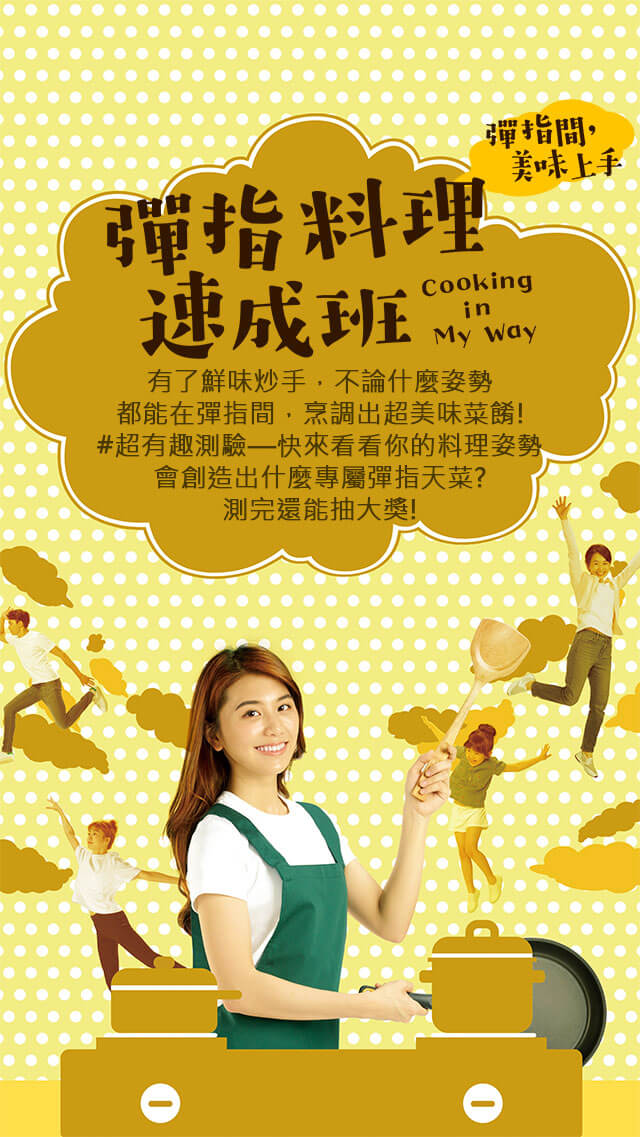 彈指間,
美味上手
彈指料理
速成班
Cooking
in
My Way
有了鮮味炒手，不論什麼姿勢
都能在彈指間，烹調出超美味菜餚!
#超有趣測驗—快來看看你的料理姿勢
會創造出什麼專屬彈指天菜?
測完還能抽大獎!